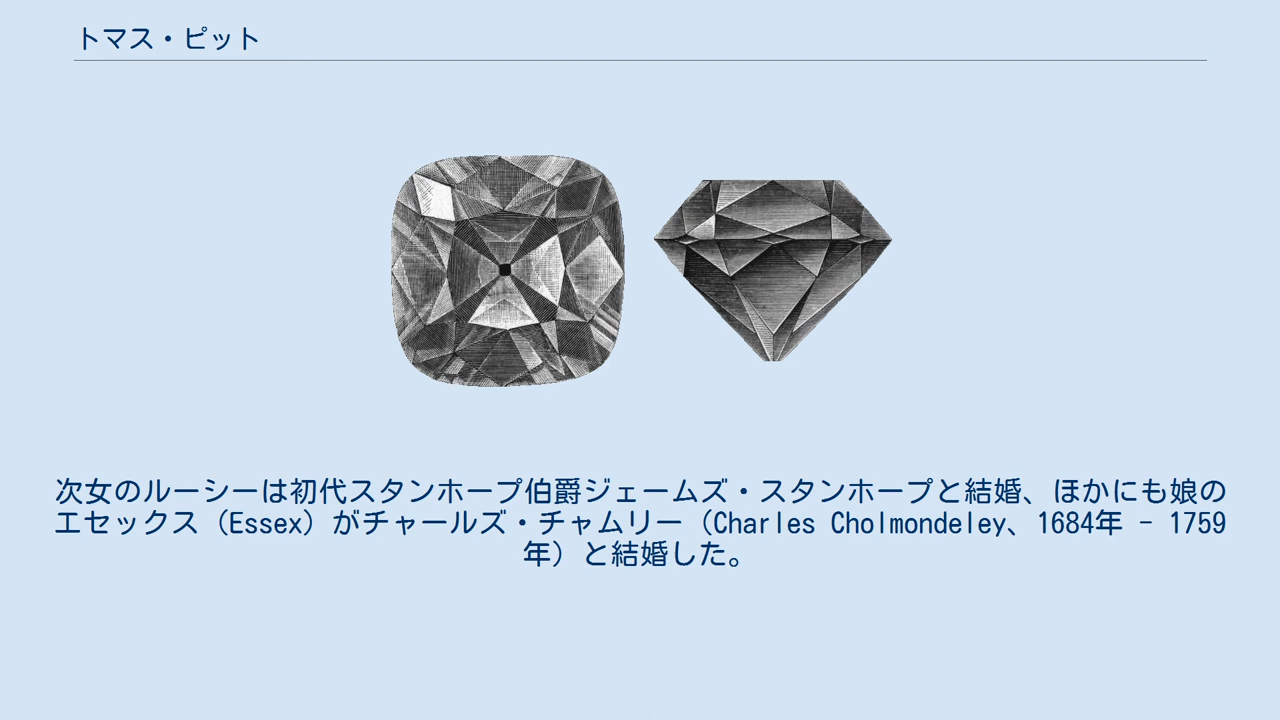 トマス・ピット
次女のルーシーは初代スタンホープ伯爵ジェームズ・スタンホープと結婚、ほかにも娘の
エセックス（Essex）がチャールズ・チャムリー（Charles Cholmondeley、1684年 - 1759
年）と結婚した。